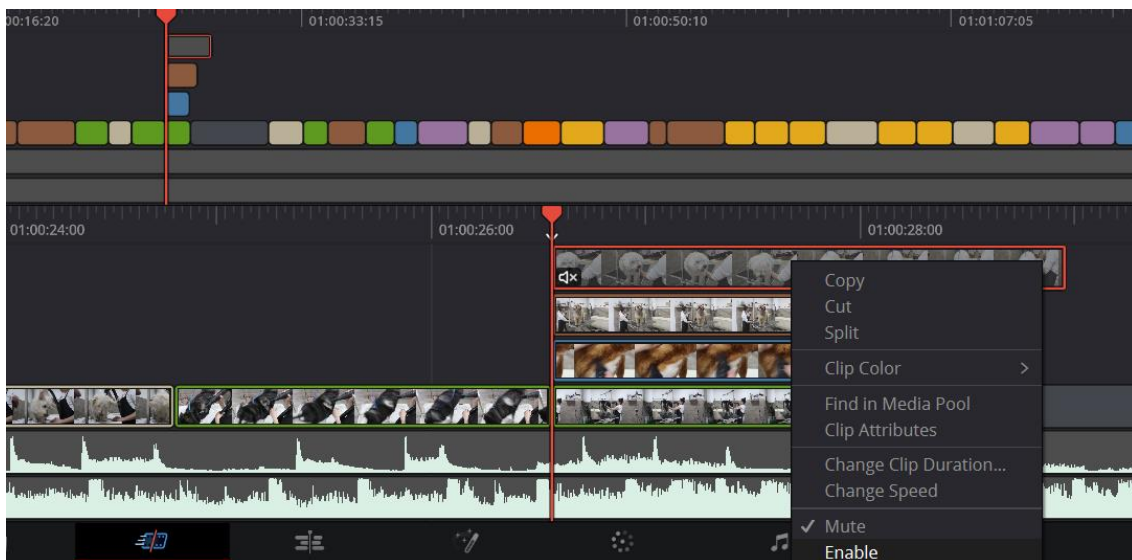 00:16:20
01:00:33:15
01:00:50:10
01:01:07:05
01:00:24:00
01:00:26:00
01:00:28:00
Copy
Cut
Split
Clip Color
Find in Media Pool
Clip Attributes
Change Clip Duration...
Change Speed
Mute
Enable